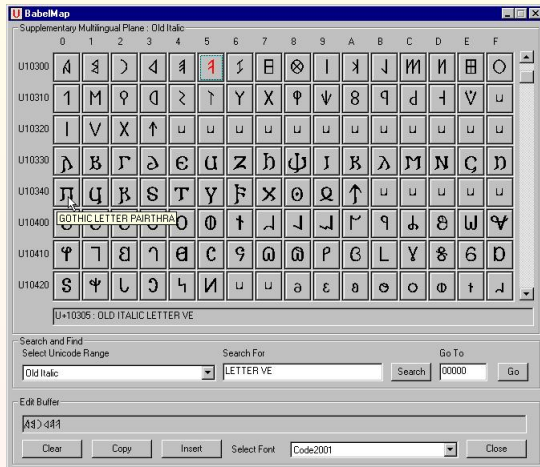 BabelMap
Supplementary Multilingual Plane : Old Italic
0 1 2 3 4 5 6 7 8 9 A B C D E F
U10300 𐌀 𐌁 𐌂 𐌃 𐌄 𐌅 𐌆 𐌇 𐌈 𐌉 𐌊 𐌋 𐌌 𐌍 𐌎 𐌏
U10310 𐌐 𐌑 𐌒 𐌓 𐌔 𐌕 𐌖 𐌗 𐌘 𐌙 𐌚 𐌛 𐌜 𐌝 𐌞
U10320 𐌠 𐌡 𐌢 𐌣
U10330 𐌰 𐌱 𐌲 𐌳 𐌴 𐌵 𐌶 𐌷 𐌸 𐌹 𐌺 𐌻 𐌼 𐌽 𐌾 𐌿
U10340 𐍀 𐍁 𐍂 𐍃 𐍄 𐍅 𐍆 𐍇 𐍈 𐍉 𐍊
GOTHIC LETTER PAIRTHRA
U10400 𐐄 𐐅 𐐆 𐐇 𐐈 𐐉 𐐊 𐐋 𐐌 𐐍 𐐎 𐐏
U10410 𐐐 𐐑 𐐒 𐐓 𐐔 𐐕 𐐖 𐐗 𐐘 𐐙 𐐚 𐐛 𐐜 𐐝 𐐞 𐐟
U10420 𐐠 𐐡 𐐢 𐐣 𐐤 𐐥 𐐨 𐐩 𐐪 𐐫 𐐬 𐐭 𐐮 𐐯
U+10305 : OLD ITALIC LETTER VE
Search and Find
Select Unicode Range Search For Go To
Old Italic LETTER VE Search 00000 Go
Edit Buffer
𐌀𐌁𐌂𐌃𐌄𐌅
Clear Copy Insert Select Font Code2001 Close